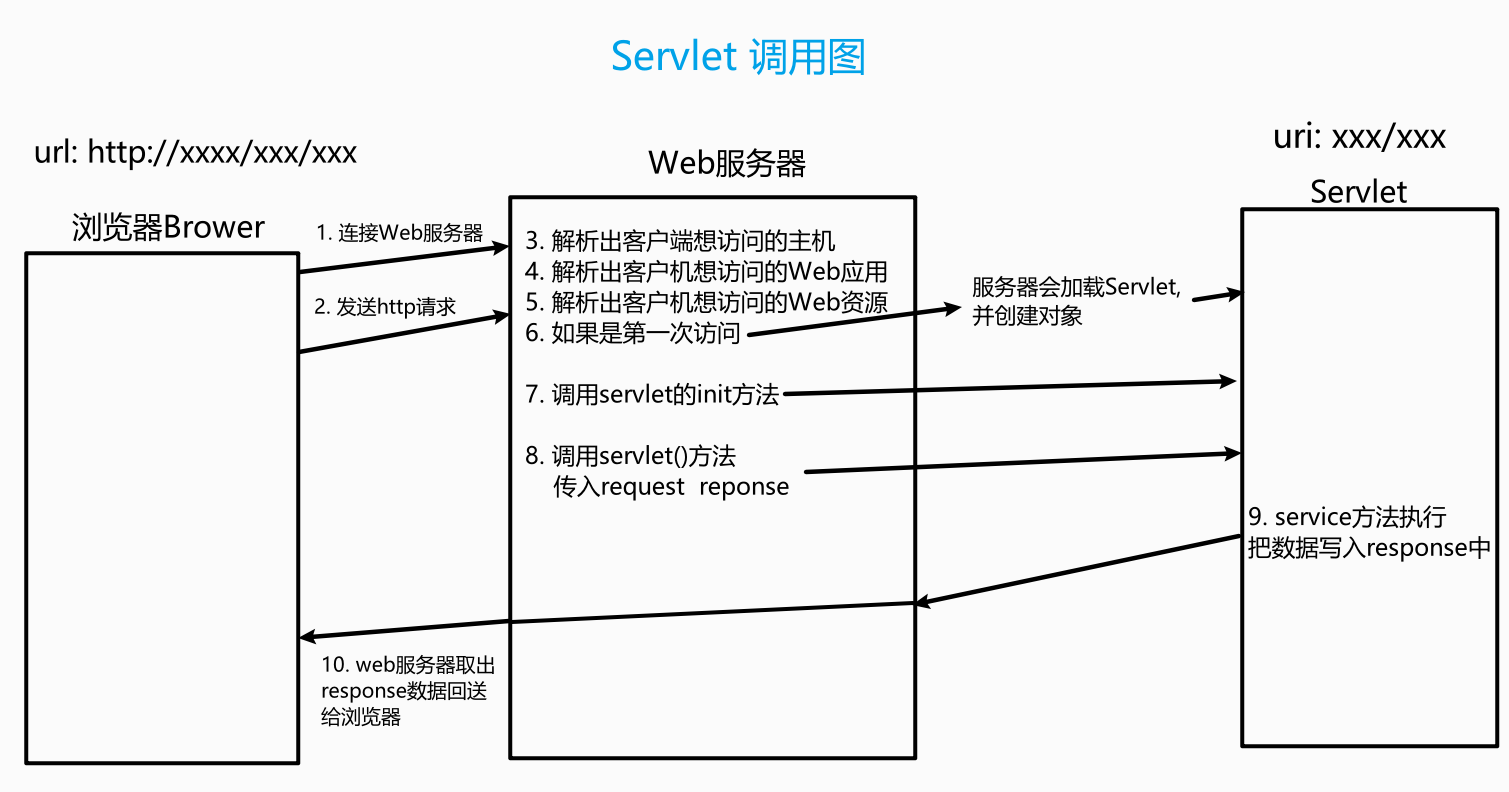 Servlet 调用图
url: http://xxxx/xxx/xxx
浏览器Brower
1. 连接Web服务器
2. 发送http请求
Web服务器
3. 解析出客户端想访问的主机
4. 解析出客户机想访问的Web应用
5. 解析出客户机想访问的Web资源
6. 如果是第一次访问
服务器会加载Servlet,
并创建对象
7. 调用servlet的init方法
8. 调用servlet()方法
传入request reponse
uri: xxx/xxx
Servlet
9. service方法执行
把数据写入response中
10. web服务器取出
response数据回送
给浏览器